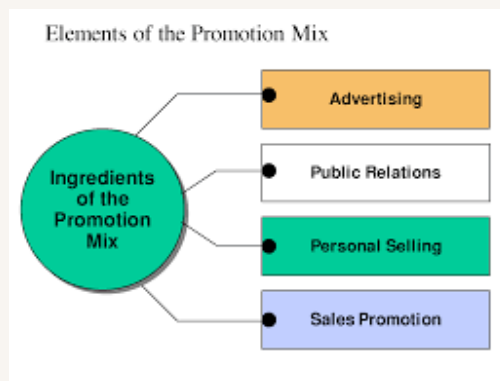 Elements of the Promotion Mix
Ingredients
of the
Promotion
Mix
Advertising
Public Relations
Personal Selling
Sales Promotion